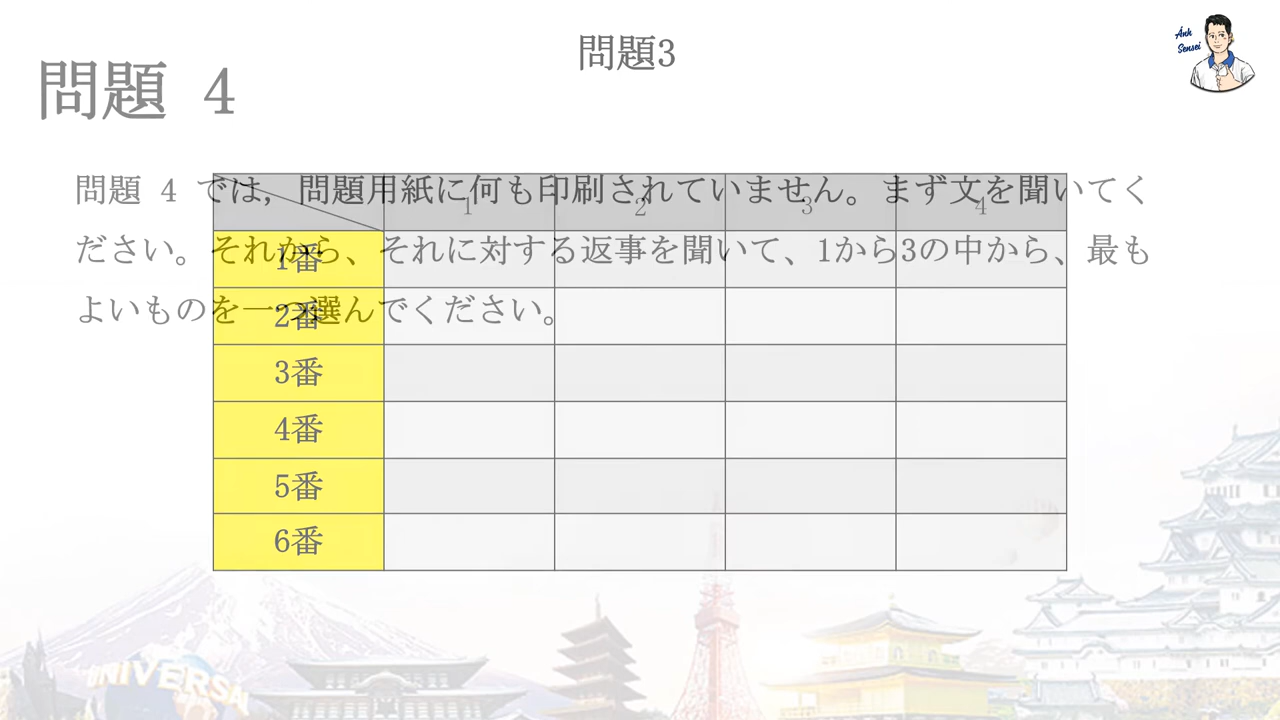 問題3
Ánh
Sensei
問題 4
問題 4 では，問題用紙に何も印刷されていません。まず文を聞いてく
ださい。それから、それに対する返事を聞いて、1から3の中から、最も
よいものを一つ選んでください。
1 2 3 4
1番
2番
3番
4番
5番
6番
UNIVERSA